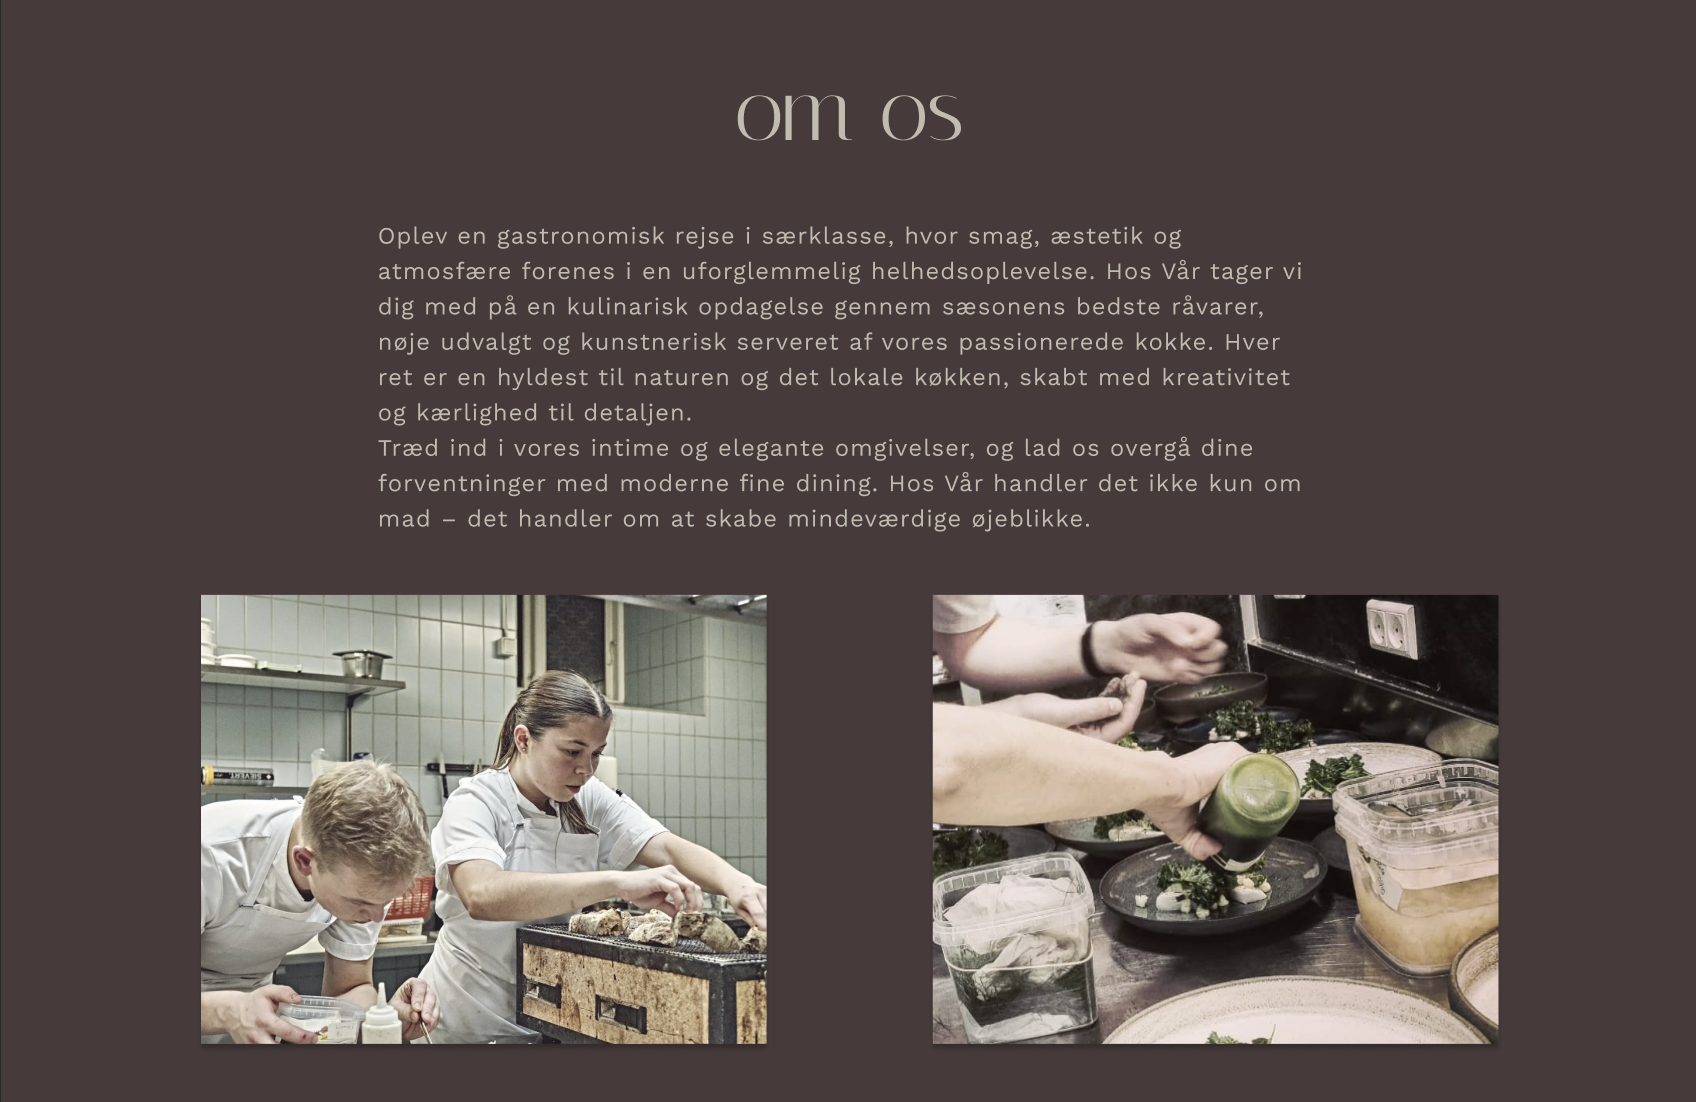 om os
Oplev en gastronomisk rejse i særklasse, hvor smag, æstetik og
atmosfære forenes i en uforglemmelig helhedsoplevelse. Hos Vår tager vi
dig med på en kulinarisk opdagelse gennem sæsonens bedste råvarer,
nøje udvalgt og kunstnerisk serveret af vores passionerede kokke. Hver
ret er en hyldest til naturen og det lokale køkken, skabt med kreativitet
og kærlighed til detaljen.
Træd ind i vores intime og elegante omgivelser, og lad os overgå dine
forventninger med moderne fine dining. Hos Vår handler det ikke kun om
mad – det handler om at skabe mindeværdige øjeblikke.
SIEVERT